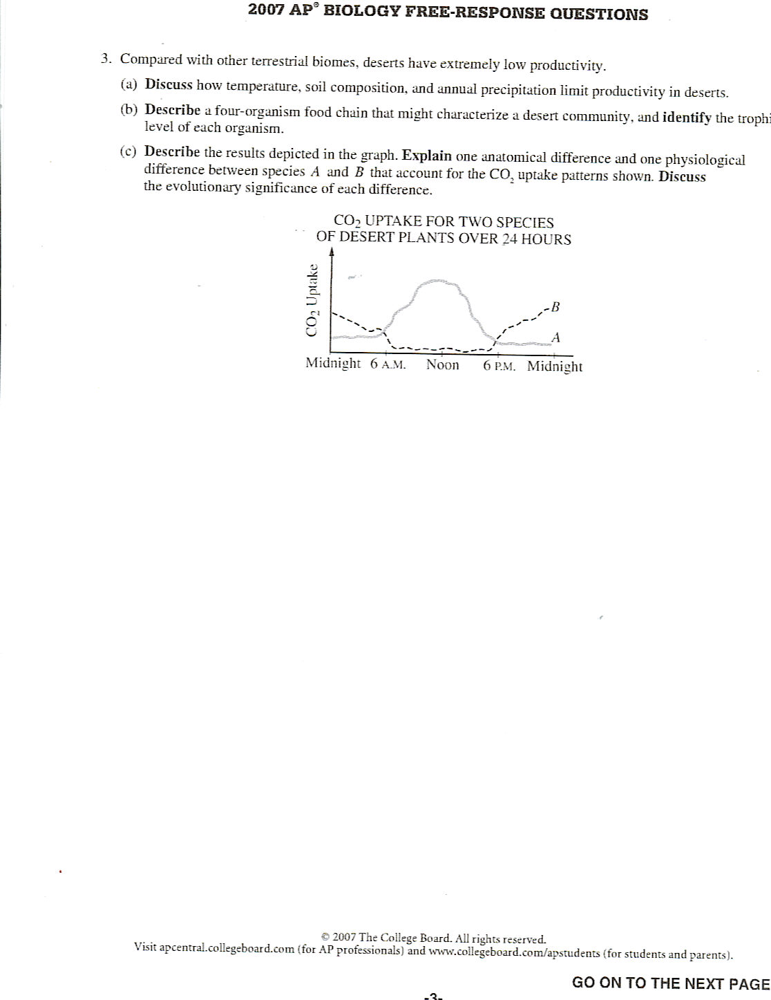 2007 AP® BIOLOGY FREE-RESPONSE QUESTIONS
3. Compared with other terrestrial biomes, deserts have extremely low productivity.
(a) Discuss how temperature, soil composition, and annual precipitation limit productivity in deserts.
(b) Describe a four-organism food chain that might characterize a desert community, and identify the trophi
level of each organism.
(c) Describe the results depicted in the graph. Explain one anatomical difference and one physiological
difference between species A and B that account for the CO₂ uptake patterns shown. Discuss
the evolutionary significance of each difference.
CO₂ UPTAKE FOR TWO SPECIES
OF DESERT PLANTS OVER 24 HOURS
CO₂ Uptake
B
A
Midnight 6 A.M. Noon 6 P.M. Midnight
© 2007 The College Board. All rights reserved.
Visit apcentral.collegeboard.com (for AP professionals) and www.collegeboard.com/apstudents (for students and parents).
GO ON TO THE NEXT PAGE
-3-